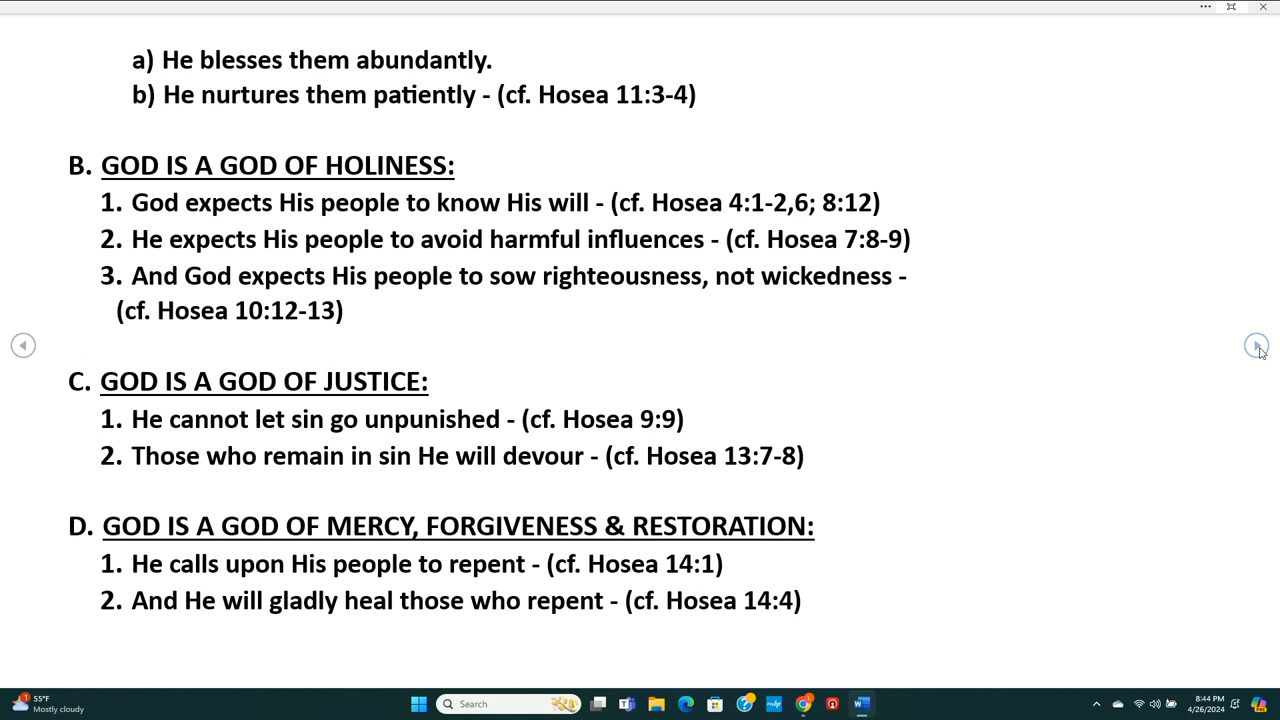 a) He blesses them abundantly.
b) He nurtures them patiently - (cf. Hosea 11:3-4)
B. GOD IS A GOD OF HOLINESS:
1. God expects His people to know His will - (cf. Hosea 4:1-2,6; 8:12)
2. He expects His people to avoid harmful influences - (cf. Hosea 7:8-9)
3. And God expects His people to sow righteousness, not wickedness -
(cf. Hosea 10:12-13)
C. GOD IS A GOD OF JUSTICE:
1. He cannot let sin go unpunished - (cf. Hosea 9:9)
2. Those who remain in sin He will devour - (cf. Hosea 13:7-8)
D. GOD IS A GOD OF MERCY, FORGIVENESS & RESTORATION:
1. He calls upon His people to repent - (cf. Hosea 14:1)
2. And He will gladly heal those who repent - (cf. Hosea 14:4)
1
55°F
Mostly cloudy
Search
8:44 PM
4/26/2024